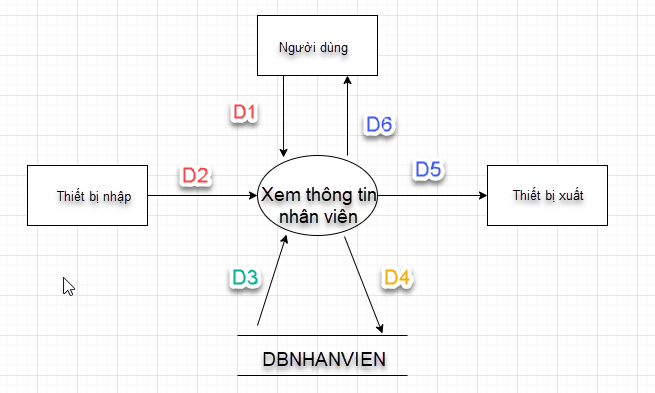 Người dùng
D1
D6
D2
D5
Thiết bị nhập
Xem thông tin
nhân viên
Thiết bị xuất
D3
D4
DBNHANVIEN